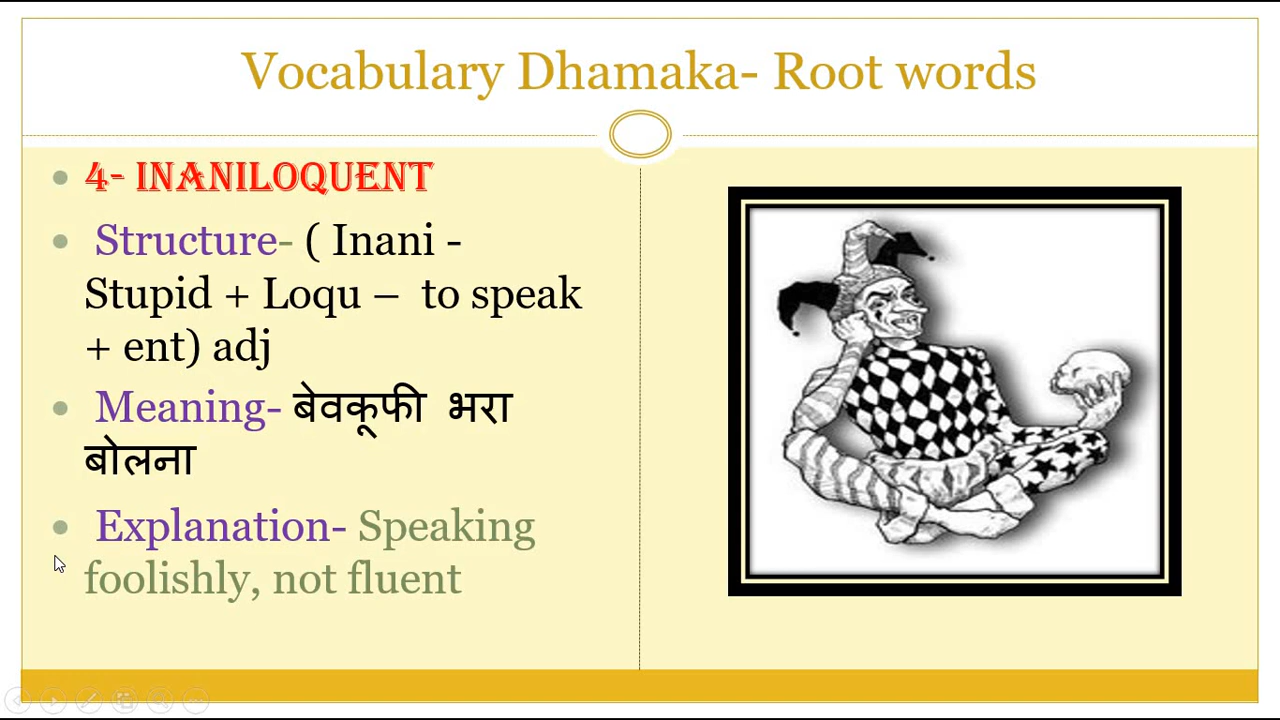 Vocabulary Dhamaka- Root words
4- INANILOQUENT
Structure- ( Inani -
Stupid + Loqu – to speak
+ ent) adj
Meaning- बेवकूफी भरा
बोलना
Explanation- Speaking
foolishly, not fluent